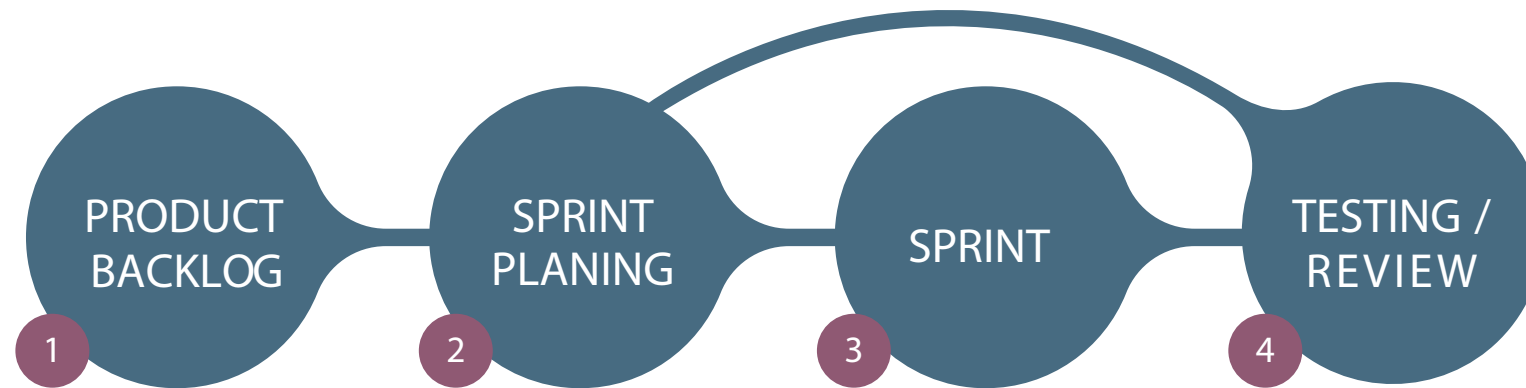 PRODUCT
BACKLOG
1
SPRINT
PLANING
2
SPRINT
3
TESTING /
REVIEW
4